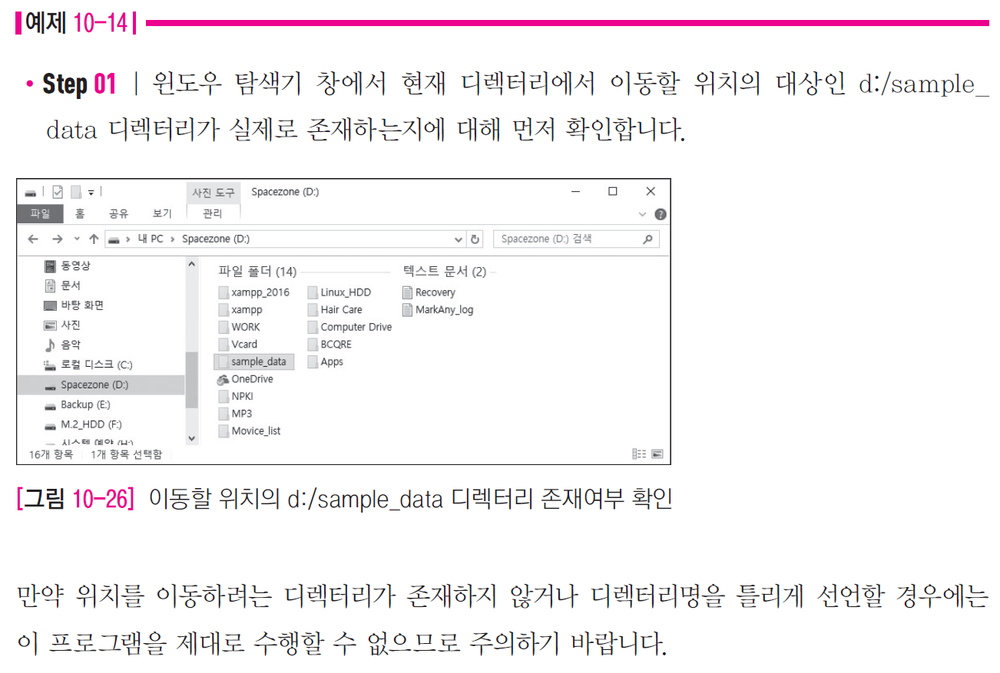 예제 10-14
• Step 01 | 윈도우 탐색기 창에서 현재 디렉터리에서 이동할 위치의 대상인 d:/sample_
data 디렉터리가 실제로 존재하는지에 대해 먼저 확인합니다.
사진 도구 Spacezone (D:)
파일 홈 공유 보기 관리
내 PC › Spacezone (D:)
Spacezone (D:) 검색
동영상
문서
바탕 화면
사진
음악
로컬 디스크 (C:)
Spacezone (D:)
Backup (E:)
M.2_HDD (F:)
시스템 예약 (H:)
파일 폴더 (14)
xampp_2016
xampp
WORK
Vcard
sample_data
OneDrive
NPKI
MP3
Movice_list
Linux_HDD
Hair Care
Computer Drive
BCQRE
Apps
텍스트 문서 (2)
Recovery
MarkAny_log
16개 항목 1개 항목 선택함
[그림 10-26] 이동할 위치의 d:/sample_data 디렉터리 존재여부 확인
만약 위치를 이동하려는 디렉터리가 존재하지 않거나 디렉터리명을 틀리게 선언할 경우에는
이 프로그램을 제대로 수행할 수 없으므로 주의하기 바랍니다.